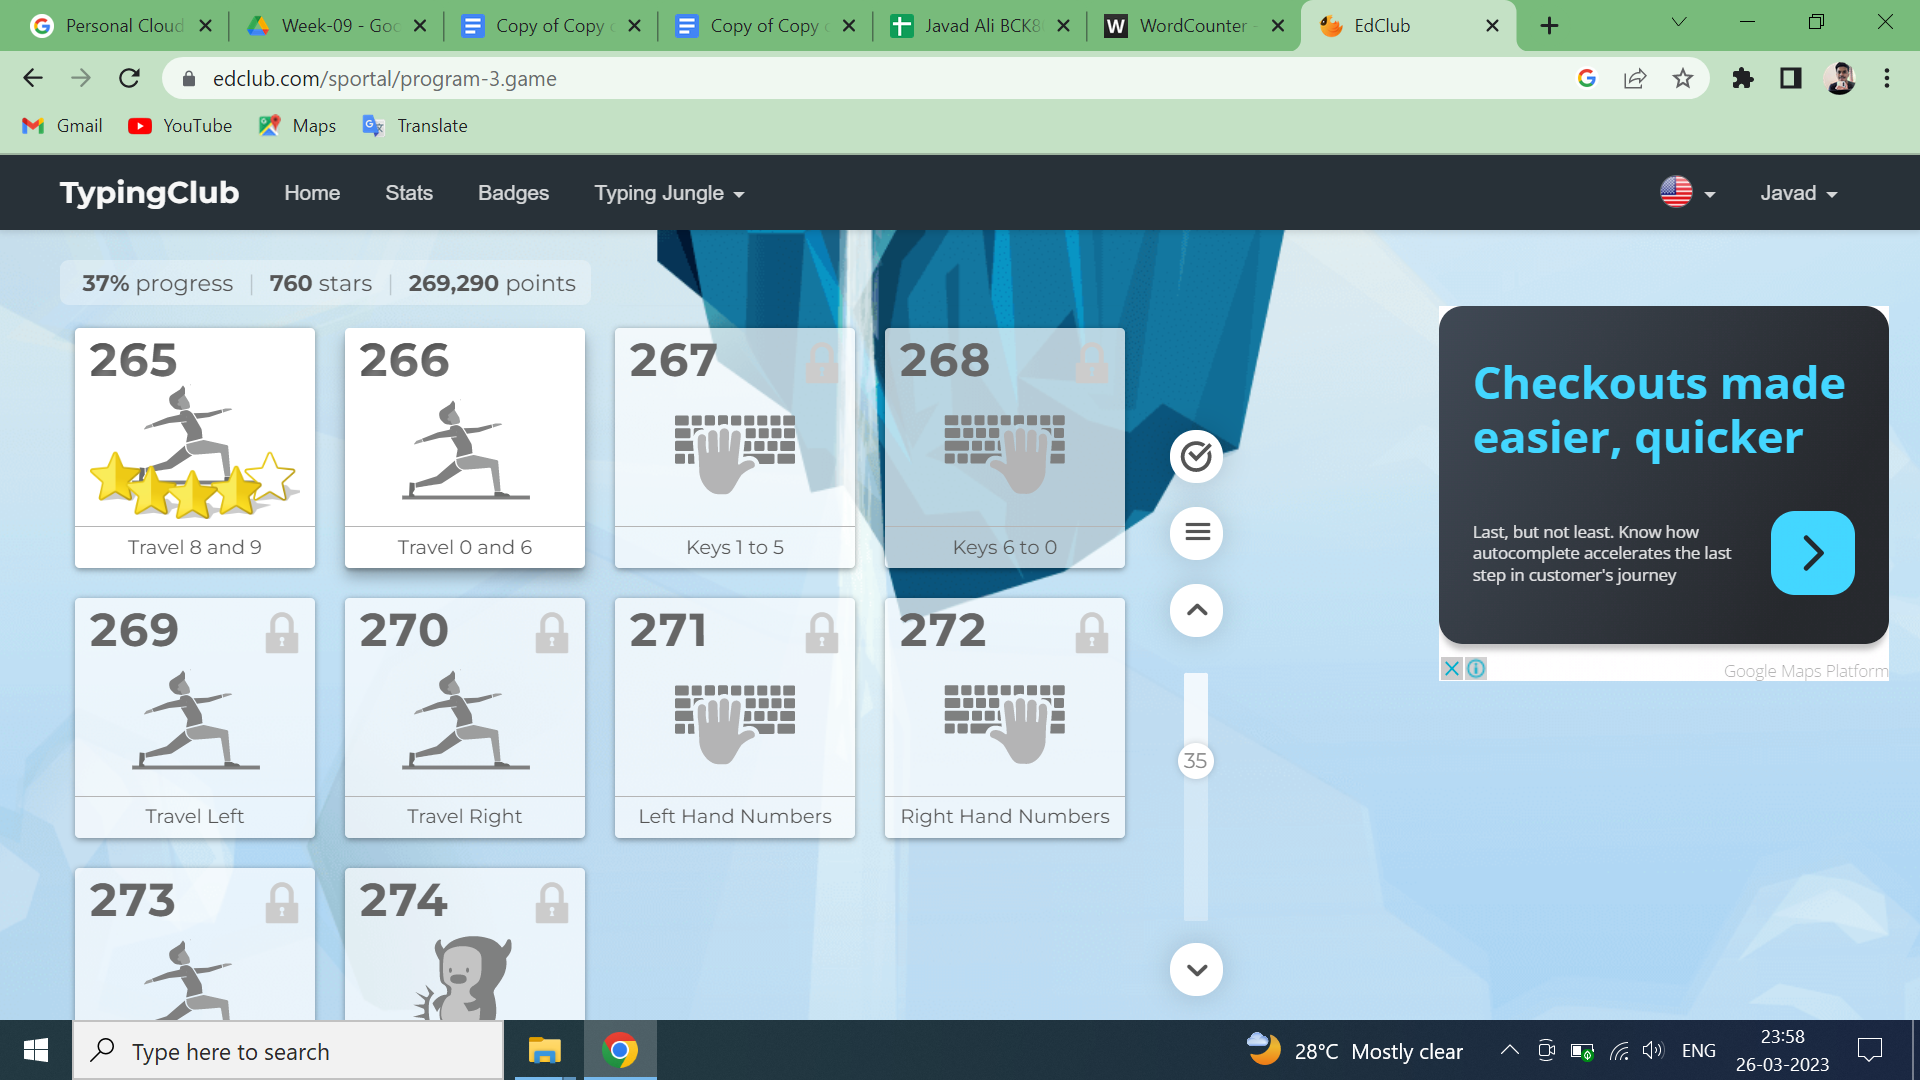 Personal Cloud
Week-09 - Goo
Copy of Copy
Copy of Copy
Javad Ali BCK8
WordCounter -
EdClub
edclub.com/sportal/program-3.game
Gmail
YouTube
Maps
Translate
TypingClub
Home
Stats
Badges
Typing Jungle
Javad
37% progress
760 stars
269,290 points
265
Travel 8 and 9
266
Travel 0 and 6
267
Keys 1 to 5
268
Keys 6 to 0
269
Travel Left
270
Travel Right
271
Left Hand Numbers
272
Right Hand Numbers
273
274
35
Checkouts made
easier, quicker
Last, but not least. Know how
autocomplete accelerates the last
step in customer's journey
Google Maps Platform
Type here to search
28°C Mostly clear
ENG
23:58
26-03-2023